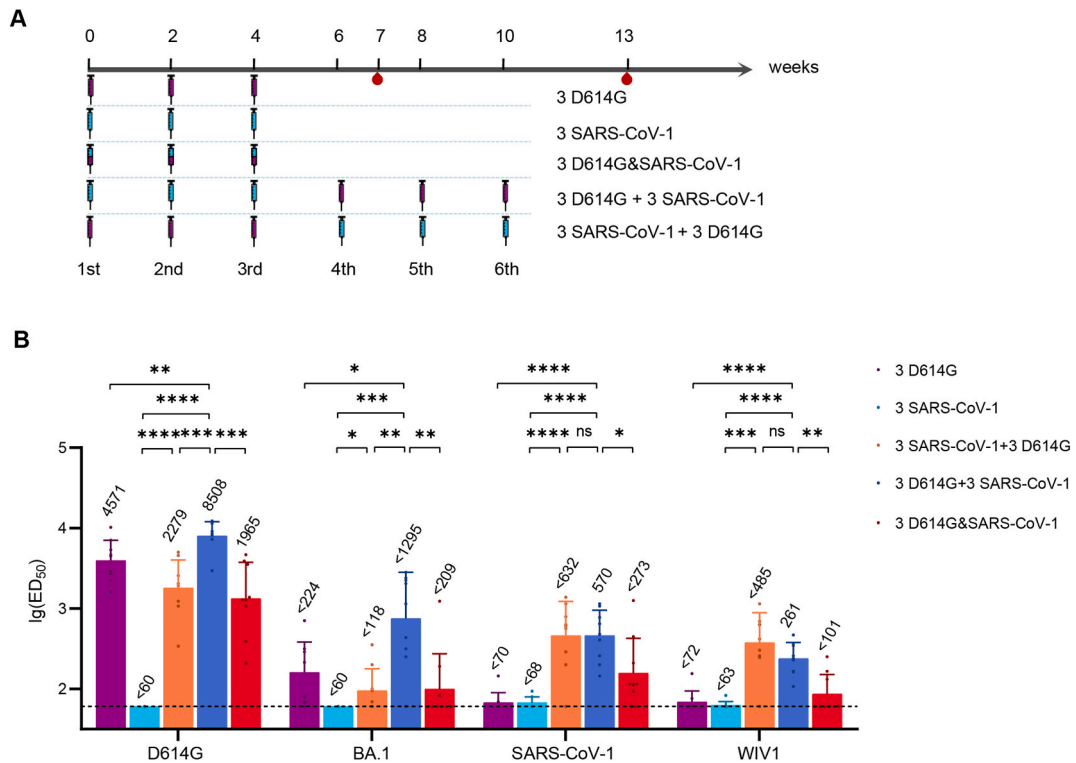 A
0 2 4 6 7 8 10 13
weeks
3 D614G
3 SARS-CoV-1
3 D614G&SARS-CoV-1
3 D614G + 3 SARS-CoV-1
3 SARS-CoV-1 + 3 D614G
1st 2nd 3rd 4th 5th 6th
B
** * **** ****
**** *** **** ****
**** *** *** * ** ** **** ns * *** ns **
5
4
3
2
lg(ED50)
4571 <60 2279 8508 1965
<224 <60 <118 <1295 <209
<70 <68 <632 570 <273
<72 <63 <485 261 <101
D614G BA.1 SARS-CoV-1 WIV1
3 D614G
3 SARS-CoV-1
3 SARS-CoV-1+3 D614G
3 D614G+3 SARS-CoV-1
3 D614G&SARS-CoV-1